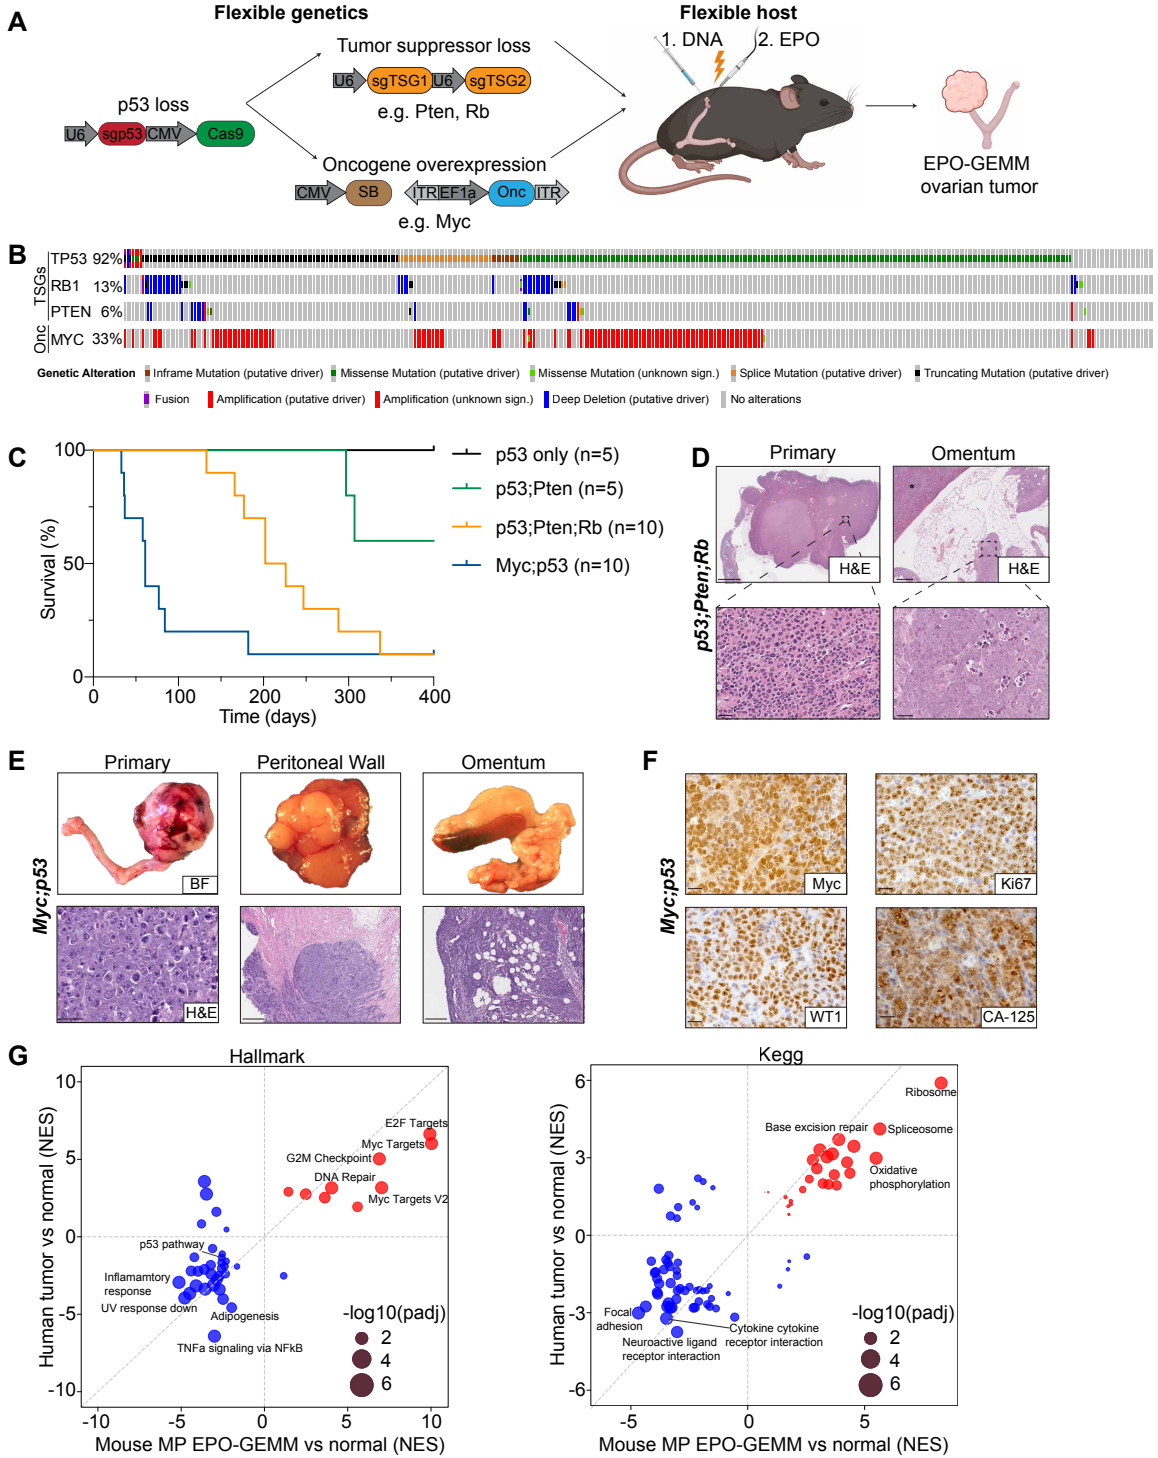 A
Flexible genetics
Flexible host
Tumor suppressor loss
U6 sgTSG1 U6 sgTSG2
e.g. Pten, Rb
p53 loss
U6 sgp53 CMV Cas9
Oncogene overexpression
CMV SB ITR EF1a Onc ITR
e.g. Myc
1. DNA
2. EPO
EPO-GEMM
ovarian tumor
B
TSGs
TP53 92%
RB1 13%
PTEN 6%
Onc
MYC 33%
Genetic Alteration
Inframe Mutation (putative driver)
Missense Mutation (putative driver)
Missense Mutation (unknown sign.)
Splice Mutation (putative driver)
Truncating Mutation (putative driver)
Fusion
Amplification (putative driver)
Amplification (unknown sign.)
Deep Deletion (putative driver)
No alterations
C
Survival (%)
100
50
0
0 100 200 300 400
Time (days)
p53 only (n=5)
p53;Pten (n=5)
p53;Pten;Rb (n=10)
Myc;p53 (n=10)
D
Primary
Omentum
p53;Pten;Rb
*
H&E
H&E
E
Primary
Peritoneal Wall
Omentum
Myc;p53
BF
H&E
F
Myc;p53
Myc
Ki67
WT1
CA-125
G
Hallmark
Human tumor vs normal (NES)
10
5
0
-5
-10
-10 -5 0 5 10
Mouse MP EPO-GEMM vs normal (NES)
E2F Targets
Myc Targets
G2M Checkpoint
DNA Repair
Myc Targets V2
p53 pathway
Inflamamtory
response
UV response down
Adipogenesis
TNFa signaling via NFkB
-log10(padj)
2
4
6
Kegg
Human tumor vs normal (NES)
6
3
0
-3
-6
-5 0 5
Mouse MP EPO-GEMM vs normal (NES)
Ribosome
Base excision repair
Spliceosome
Oxidative
phosphorylation
Focal
adhesion
Neuroactive ligand
receptor interaction
Cytokine cytokine
receptor interaction
-log10(padj)
2
4
6